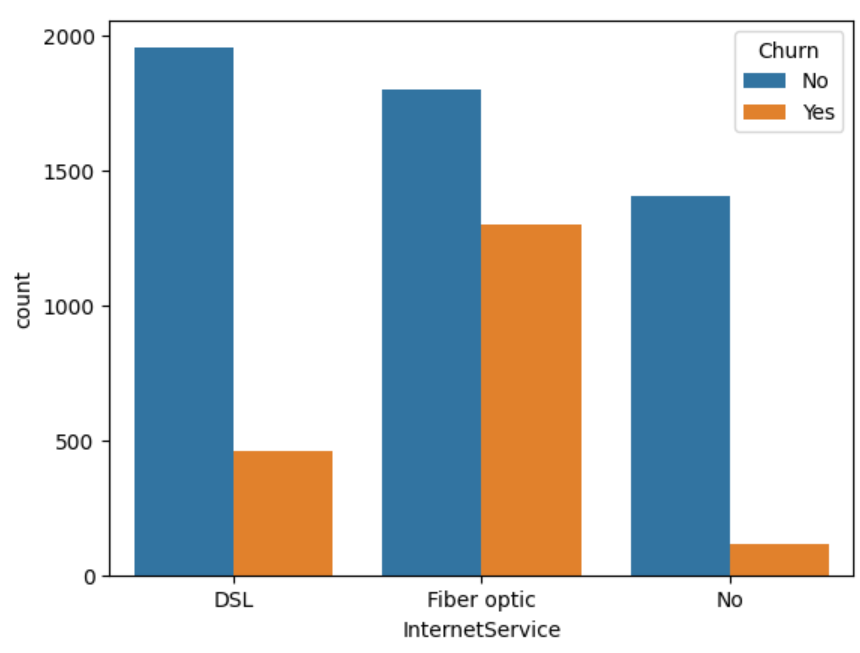 2000
1500
1000
500
0
count
Churn
No
Yes
DSL
Fiber optic
No
InternetService